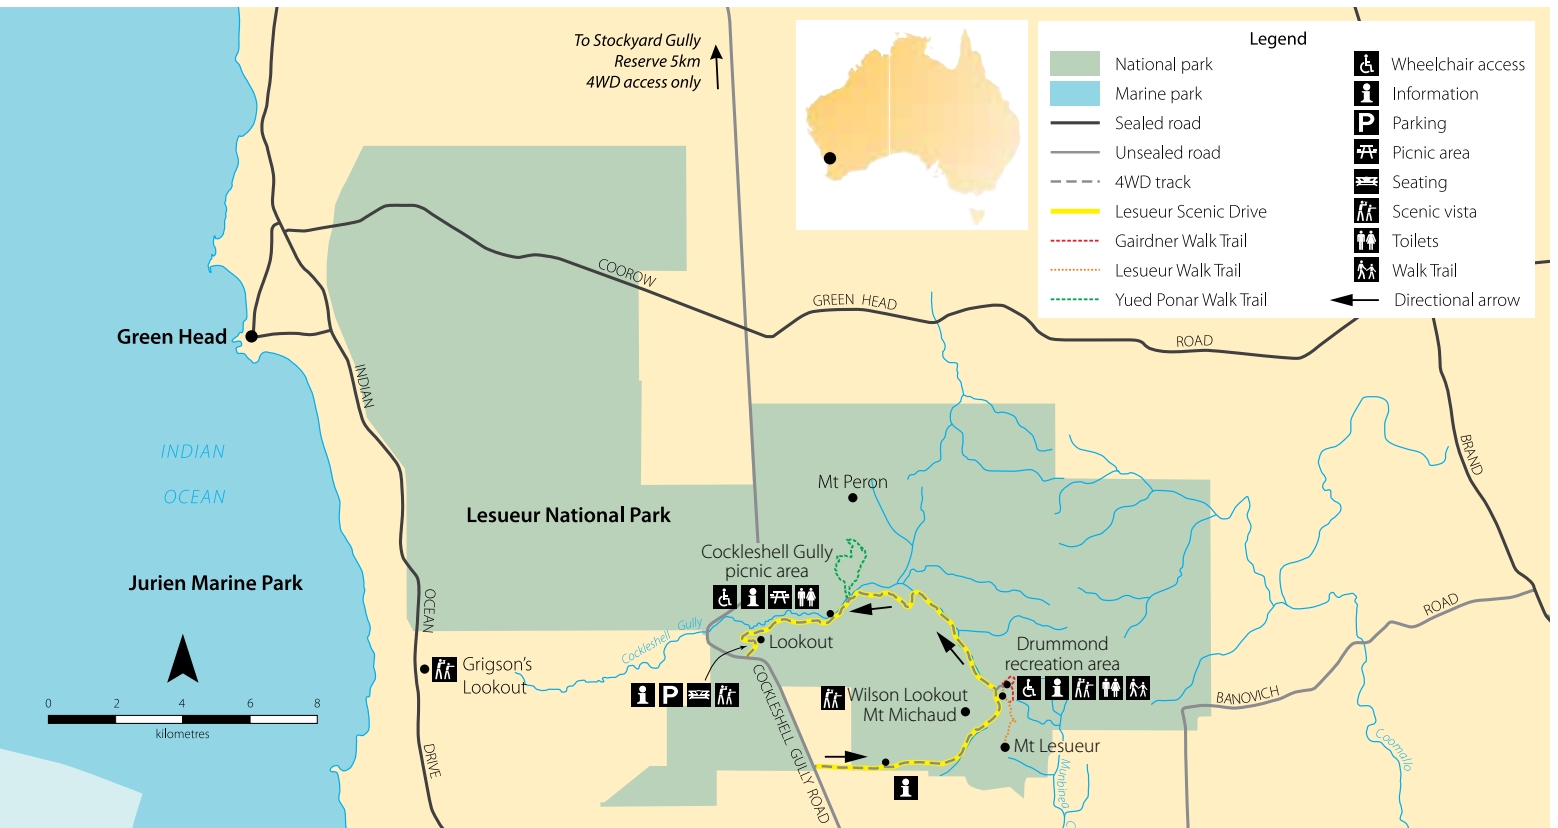 To Stockyard Gully
Reserve 5km
4WD access only
Legend
National park
Marine park
Sealed road
Unsealed road
4WD track
Lesueur Scenic Drive
Gairdner Walk Trail
Lesueur Walk Trail
Yued Ponar Walk Trail
Wheelchair access
Information
P Parking
Picnic area
Seating
Scenic vista
Toilets
Walk Trail
Directional arrow
COOROW
GREEN HEAD
ROAD
Green Head
INDIAN
OCEAN
DRIVE
INDIAN
OCEAN
BRAND
Mt Peron
Lesueur National Park
Cockleshell Gully
picnic area
Jurien Marine Park
Cockleshell Gully
Lookout
Drummond
recreation area
ROAD
BANOVICH
Grigson's
Lookout
P
Wilson Lookout
Mt Michaud
Mt Lesueur
COCKLESHELL GULLY ROAD
0 2 4 6 8
kilometres
Coomallo
Munbinea C